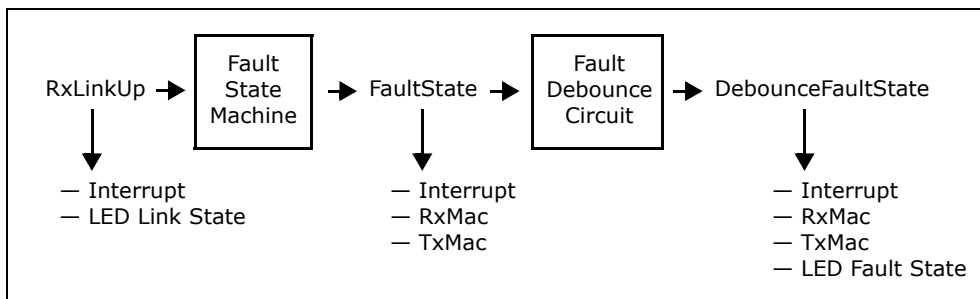 RxLinkUp
Fault
State
Machine
FaultState
Fault
Debounce
Circuit
DebounceFaultState
— Interrupt
— LED Link State
— Interrupt
— RxMac
— TxMac
— Interrupt
— RxMac
— TxMac
— LED Fault State